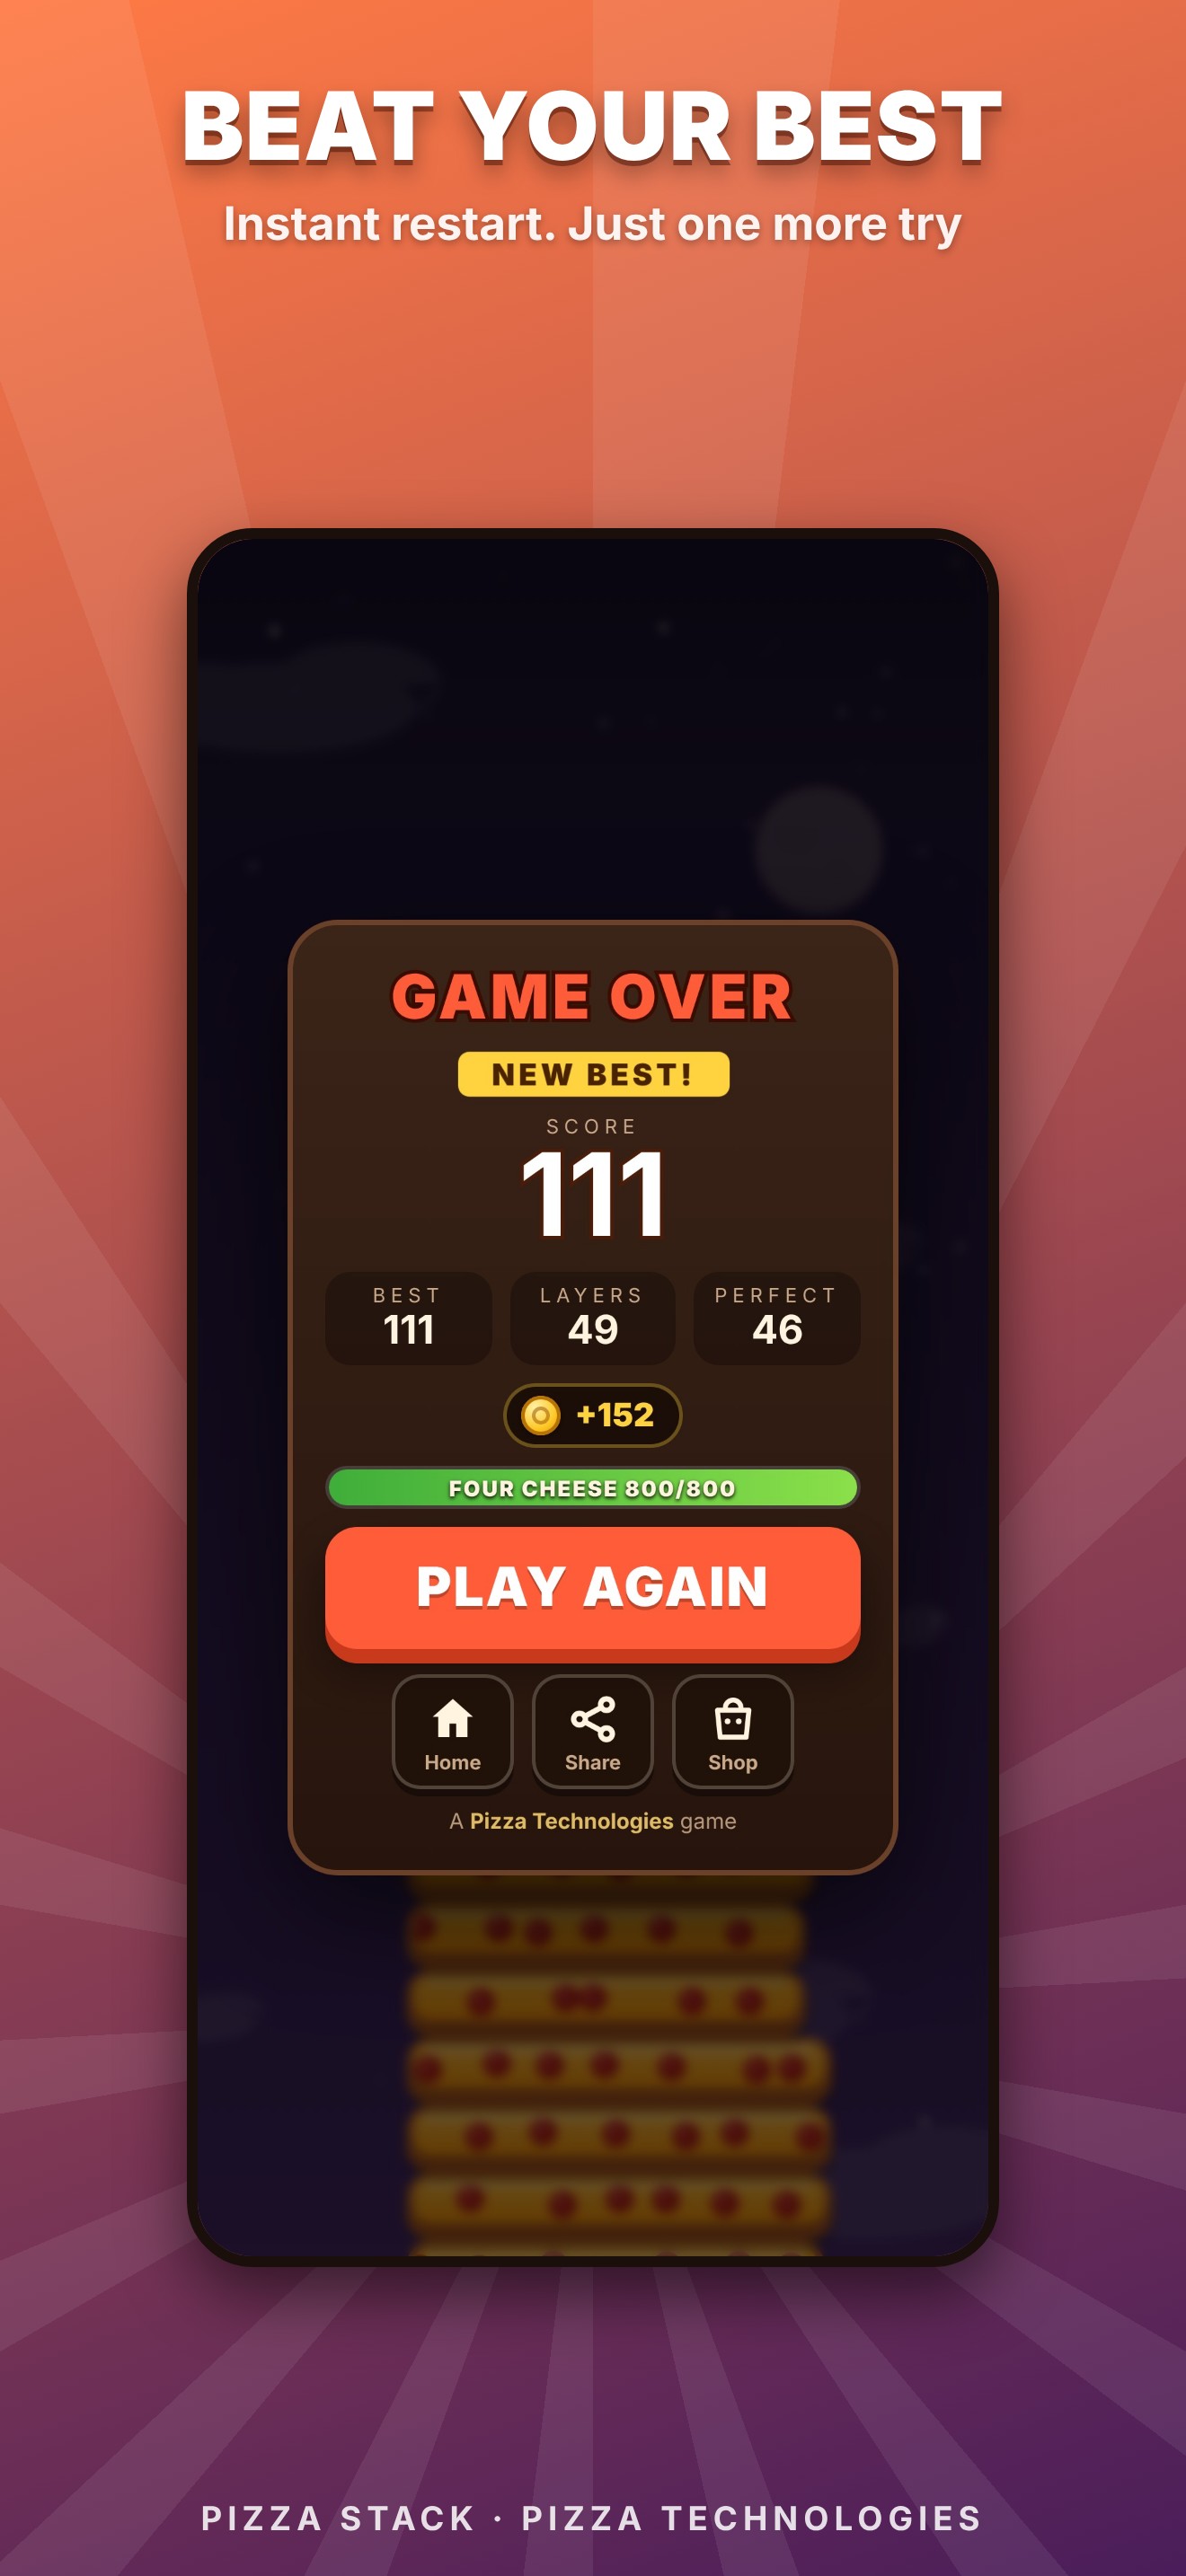 BEAT YOUR BEST
Instant restart. Just one more try
GAME OVER
NEW BEST!
SCORE
111
BEST LAYERS PERFECT
111 49 46
+152
FOUR CHEESE 800/800
PLAY AGAIN
Home Share Shop
A Pizza Technologies game
PIZZA STACK · PIZZA TECHNOLOGIES